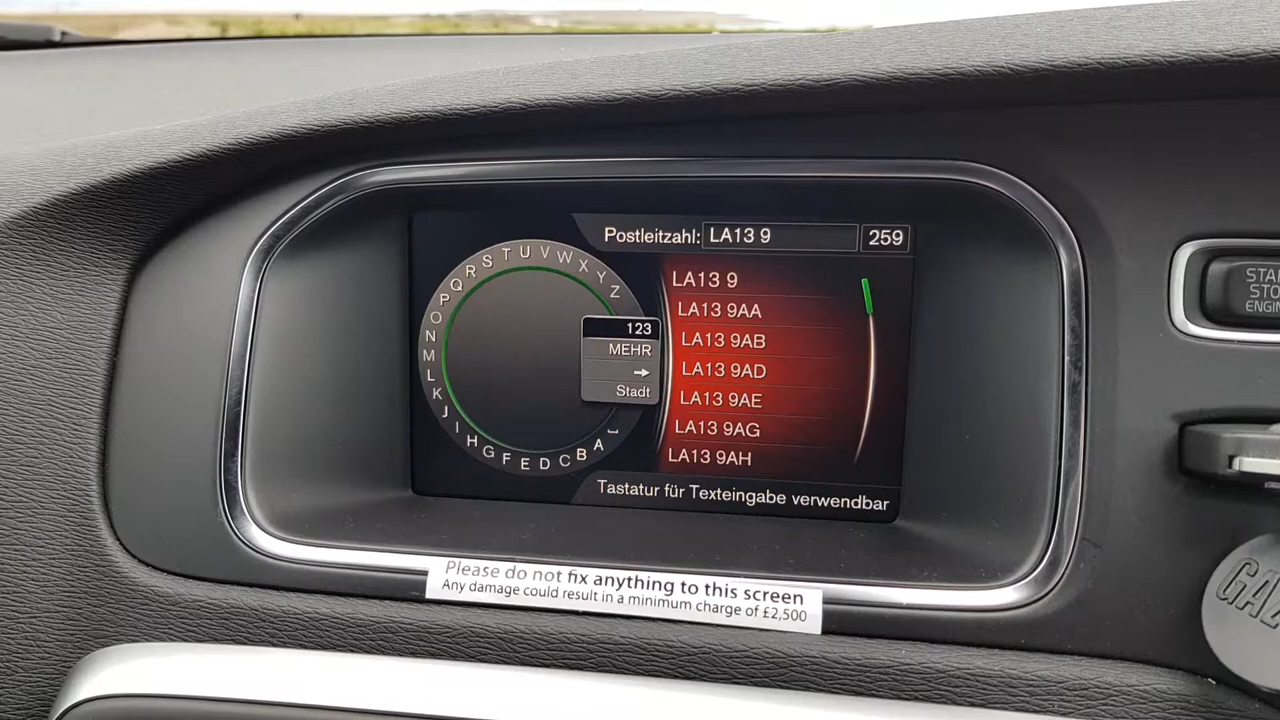 Postleitzahl: LA13 9 259
A B C D E F G H I J K L M N O P Q R S T U V W X Y Z
123
MEHR
→
Stadt
LA13 9
LA13 9AA
LA13 9AB
LA13 9AD
LA13 9AE
LA13 9AG
LA13 9AH
Tastatur für Texteingabe verwendbar
Please do not fix anything to this screen
Any damage could result in a minimum charge of £2,500